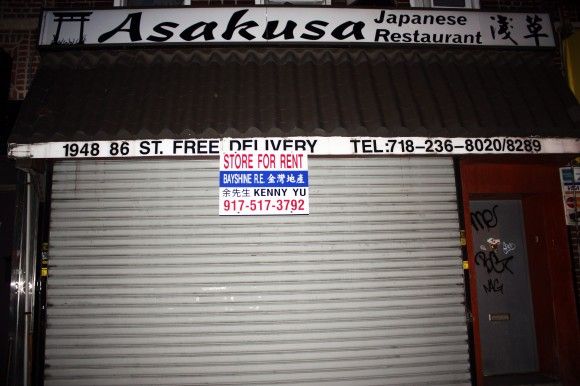 Asakusa Japanese Restaurant 浅草
1948 86 ST. FREE DELIVERY TEL:718-236-8020/8289
STORE FOR RENT
BAYSHINE R.E. 金灣地産
余先生 KENNY YU
917-517-3792